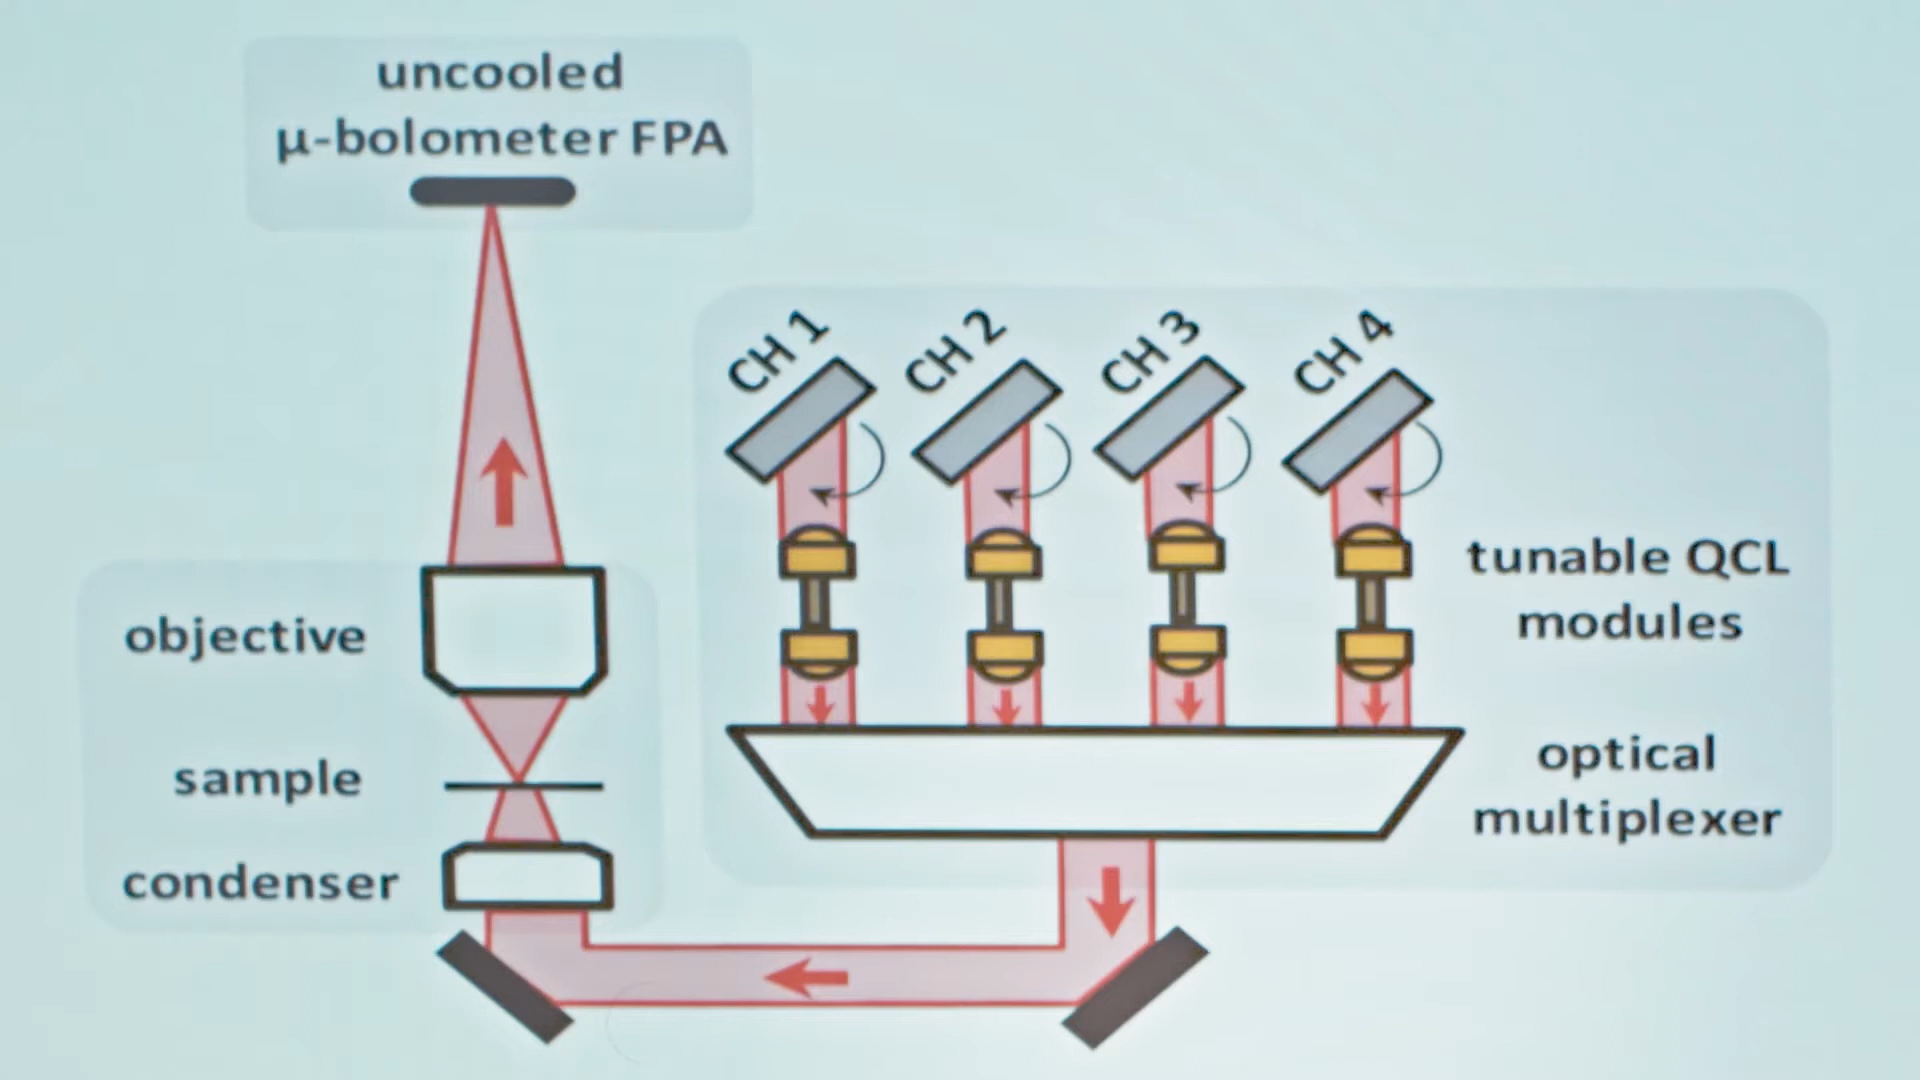 uncooled
µ-bolometer FPA
CH 1
CH 2
CH 3
CH 4
tunable QCL
modules
objective
optical
multiplexer
sample
condenser